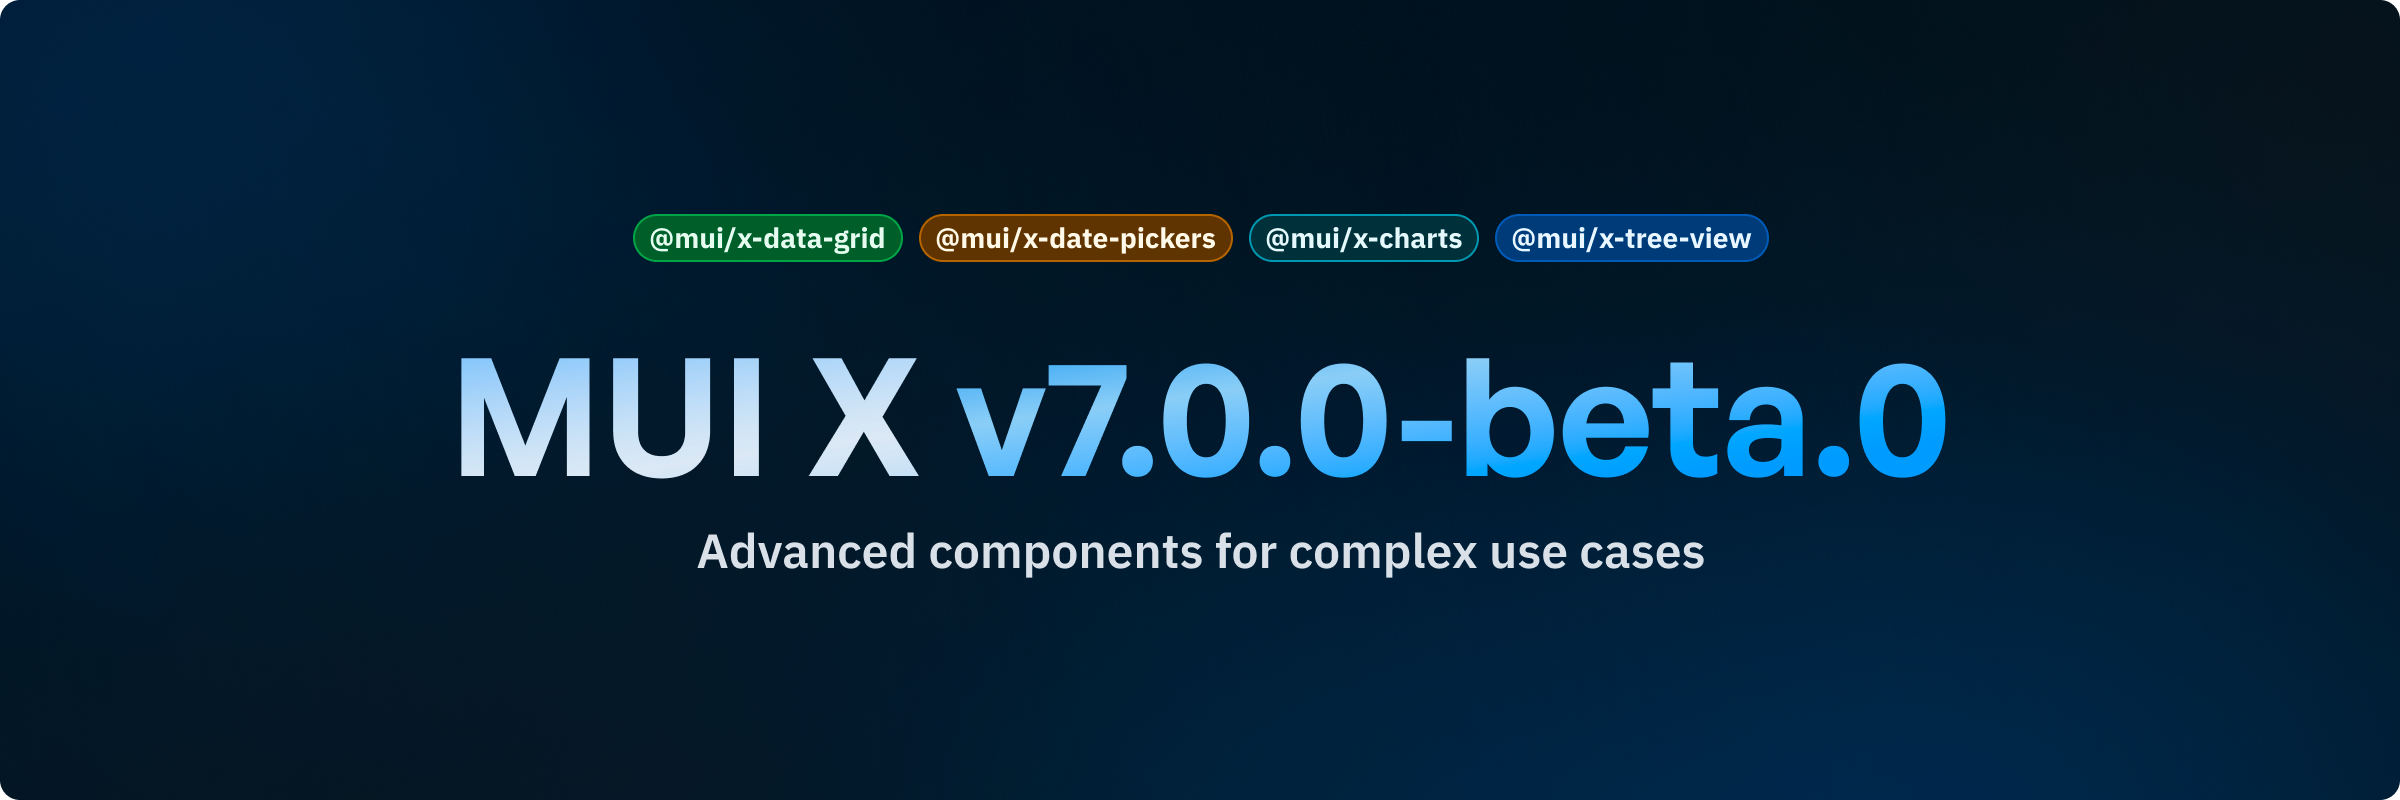 @mui/x-data-grid @mui/x-date-pickers @mui/x-charts @mui/x-tree-view
MUI X v7.0.0-beta.0
Advanced components for complex use cases